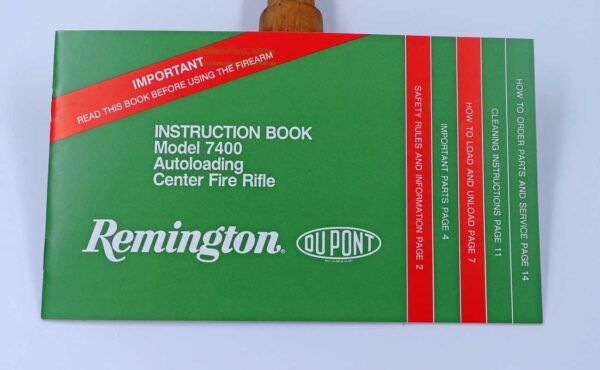 IMPORTANT
READ THIS BOOK BEFORE USING THE FIREARM
INSTRUCTION BOOK
Model 7400
Autoloading
Center Fire Rifle
Remington®
DU PONT
SAFETY RULES AND INFORMATION PAGE 2
IMPORTANT PARTS PAGE 4
HOW TO LOAD AND UNLOAD PAGE 7
CLEANING INSTRUCTIONS PAGE 11
HOW TO ORDER PARTS AND SERVICE PAGE 14